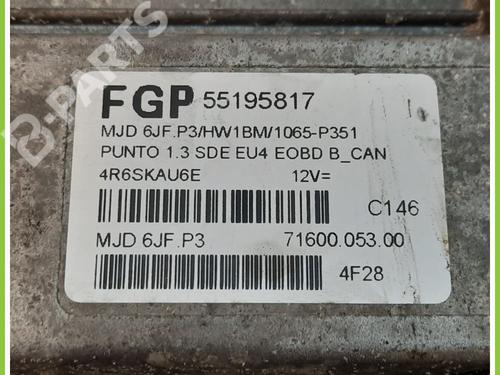 B-PARTS
FGP 55195817
MJD 6JF.P3/HW1BM/1065-P351
PUNTO 1.3 SDE EU4 EOBD B_CAN
4R6SKAU6E 12V=
C146
MJD 6JF.P3 71600.053.00
4F28